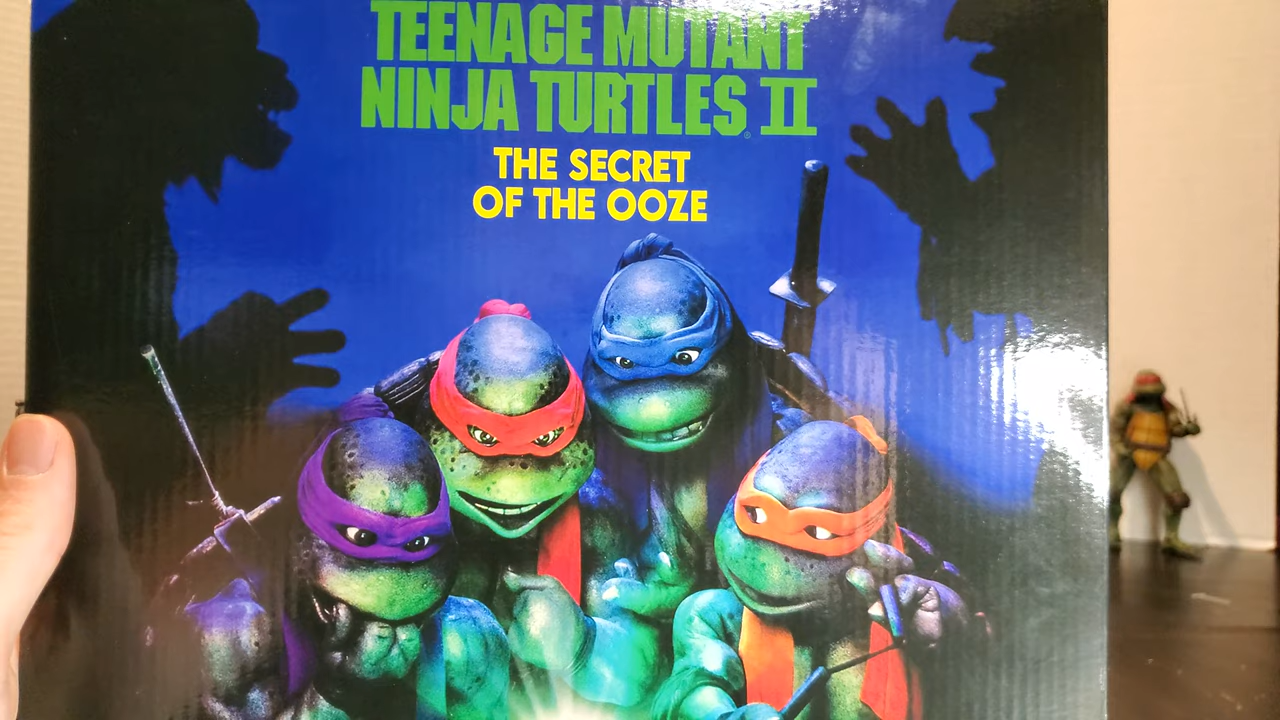 TEENAGE MUTANT
NINJA TURTLES II
THE SECRET
OF THE OOZE